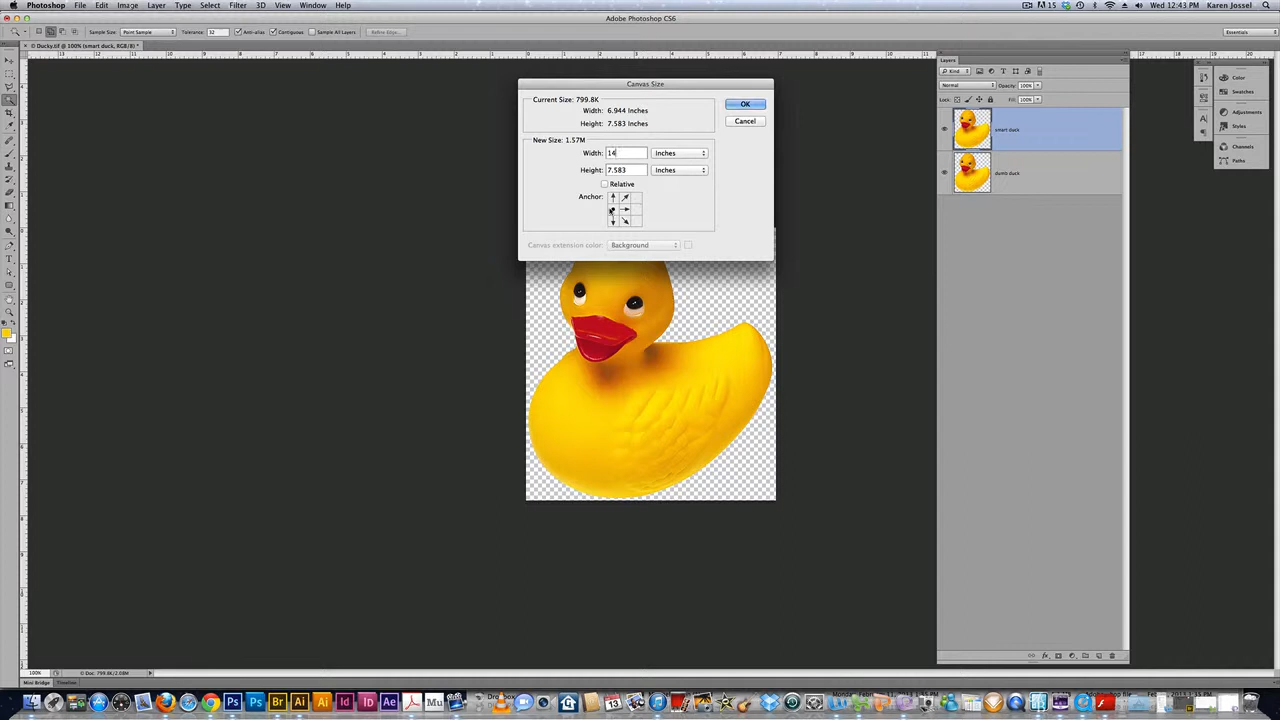 Photoshop File Edit Image Layer Type Select Filter 3D View Window Help 15 Wed 12:43 PM Karen Jossel
Adobe Photoshop CS6
Sample Size: Point Sample Tolerance: 32 Anti-alias Contiguous Sample All Layers Refine Edge... Essentials
× Ducky.tif @ 100% (smart duck, RGB/8) *
Layers
Kind
Normal Opacity: 100%
Lock: Fill: 100%
smart duck
dumb duck
Color
Swatches
Adjustments
Styles
Channels
Paths
Canvas Size
Current Size: 799.8K
Width: 6.944 Inches
Height: 7.583 Inches
OK
Cancel
New Size: 1.57M
Width: 14 Inches
Height: 7.583 Inches
Relative
Anchor:
Canvas extension color: Background
100% Doc: 799.8K/2.08M
Mini Bridge Timeline